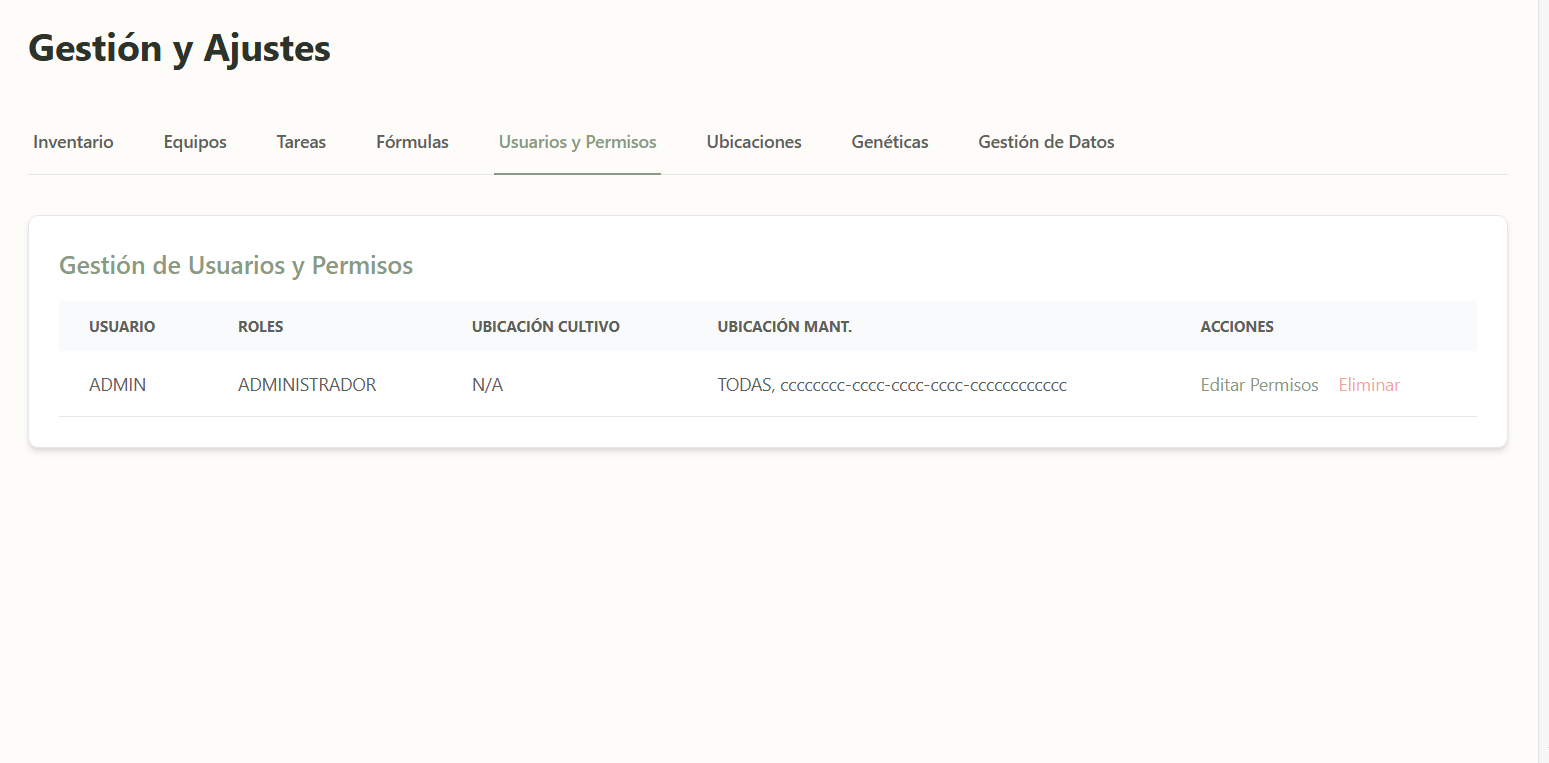 Gestión y Ajustes
Inventario Equipos Tareas Fórmulas Usuarios y Permisos Ubicaciones Genéticas Gestión de Datos
Gestión de Usuarios y Permisos
USUARIO ROLES UBICACIÓN CULTIVO UBICACIÓN MANT. ACCIONES
ADMIN ADMINISTRADOR N/A TODAS, cccccccc-cccc-cccc-cccc-cccccccccccc Editar Permisos Eliminar